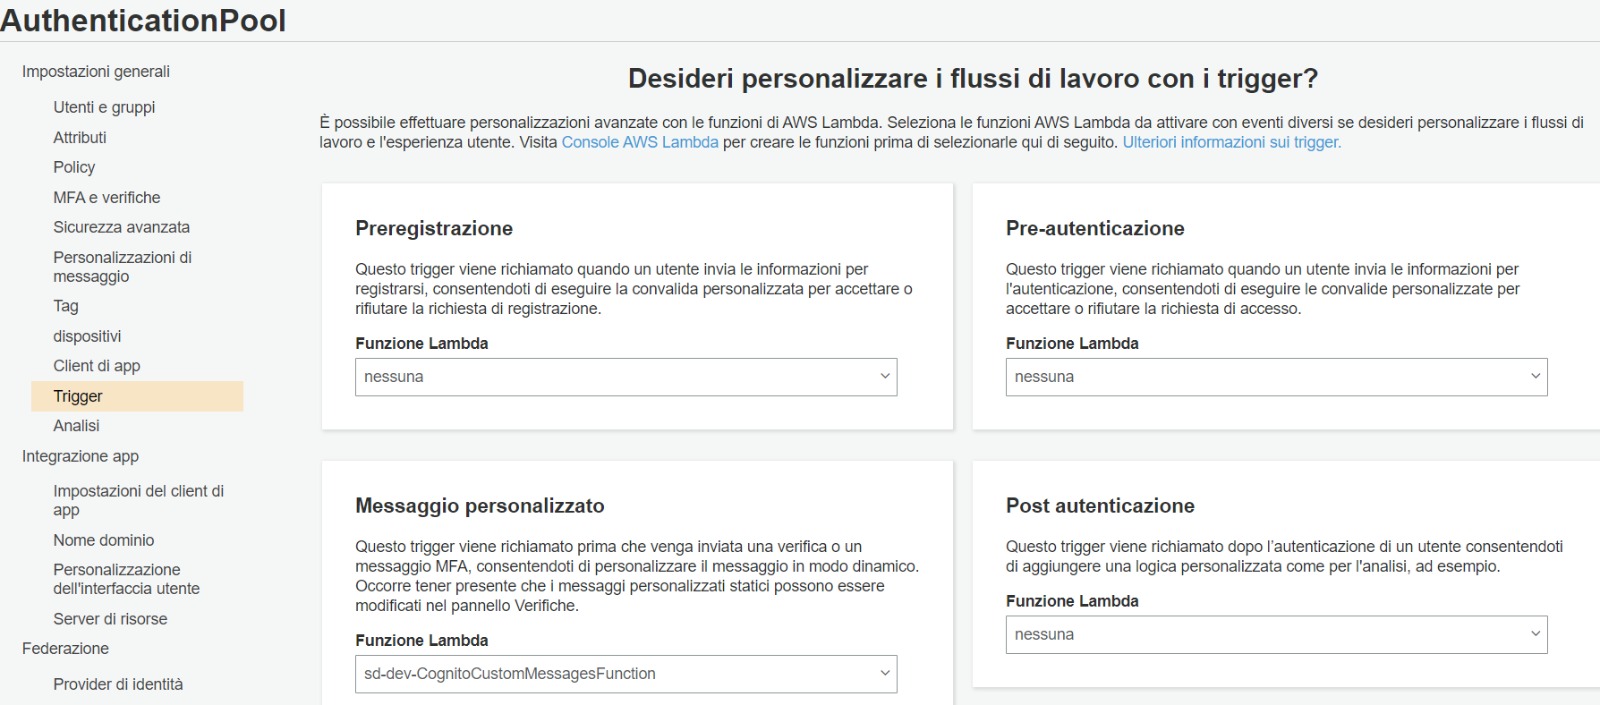 AuthenticationPool
Impostazioni generali
Utenti e gruppi
Attributi
Policy
MFA e verifiche
Sicurezza avanzata
Personalizzazioni di
messaggio
Tag
dispositivi
Client di app
Trigger
Analisi
Integrazione app
Impostazioni del client di
app
Nome dominio
Personalizzazione
dell'interfaccia utente
Server di risorse
Federazione
Provider di identità
Desideri personalizzare i flussi di lavoro con i trigger?
È possibile effettuare personalizzazioni avanzate con le funzioni di AWS Lambda. Seleziona le funzioni AWS Lambda da attivare con eventi diversi se desideri personalizzare i flussi di
lavoro e l'esperienza utente. Visita Console AWS Lambda per creare le funzioni prima di selezionarle qui di seguito. Ulteriori informazioni sui trigger.
Preregistrazione
Questo trigger viene richiamato quando un utente invia le informazioni per
registrarsi, consentendoti di eseguire la convalida personalizzata per accettare o
rifiutare la richiesta di registrazione.
Funzione Lambda
nessuna
Pre-autenticazione
Questo trigger viene richiamato quando un utente invia le informazioni per
l'autenticazione, consentendoti di eseguire le convalide personalizzate per
accettare o rifiutare la richiesta di accesso.
Funzione Lambda
nessuna
Messaggio personalizzato
Questo trigger viene richiamato prima che venga inviata una verifica o un
messaggio MFA, consentendoti di personalizzare il messaggio in modo dinamico.
Occorre tener presente che i messaggi personalizzati statici possono essere
modificati nel pannello Verifiche.
Funzione Lambda
sd-dev-CognitoCustomMessagesFunction
Post autenticazione
Questo trigger viene richiamato dopo l’autenticazione di un utente consentendoti
di aggiungere una logica personalizzata come per l'analisi, ad esempio.
Funzione Lambda
nessuna